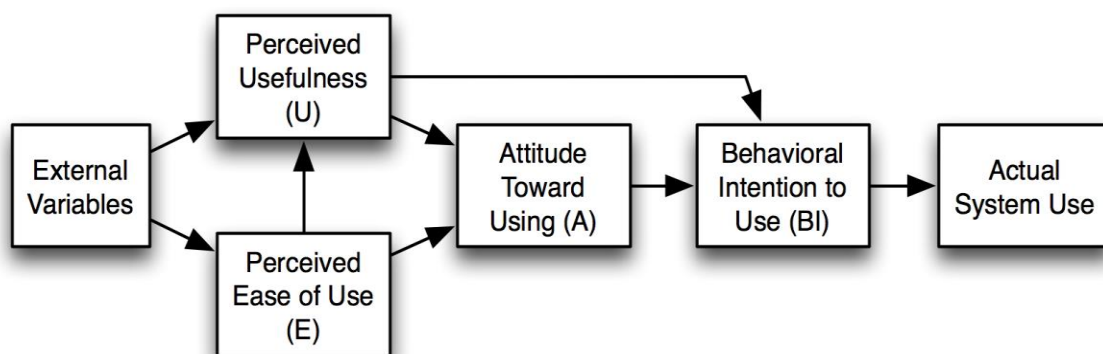 Perceived
Usefulness
(U)
External
Variables
Perceived
Ease of Use
(E)
Attitude
Toward
Using (A)
Behavioral
Intention to
Use (BI)
Actual
System Use